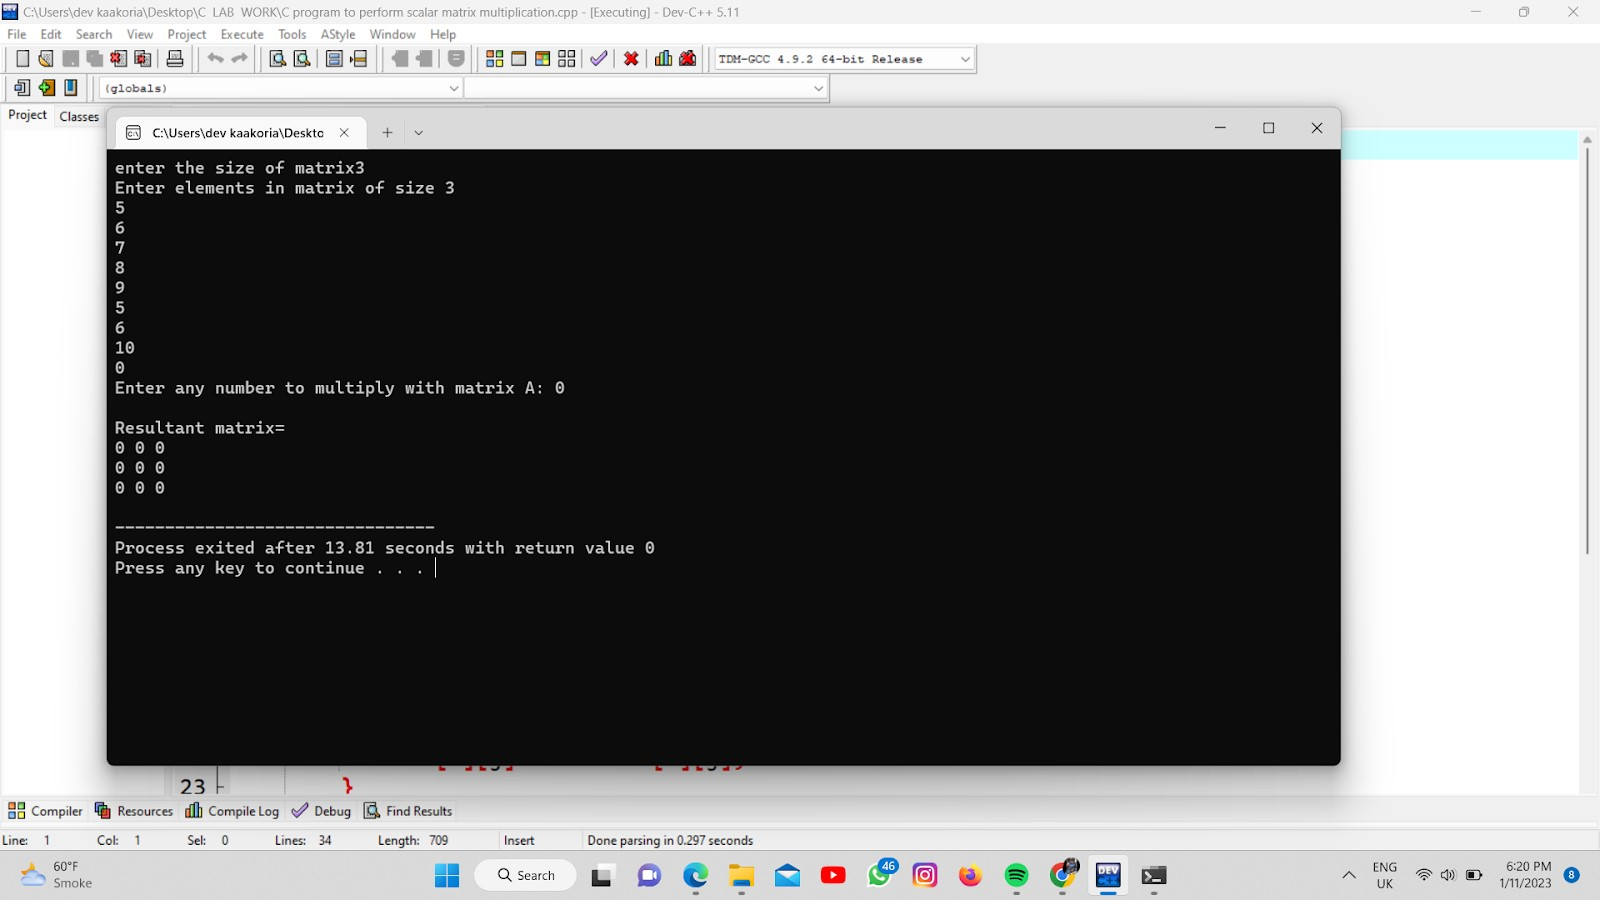 C:\Users\dev kaakoria\Desktop\C LAB WORK\C program to perform scalar matrix multiplication.cpp - [Executing] - Dev-C++ 5.11
File Edit Search View Project Execute Tools AStyle Window Help
TDM-GCC 4.9.2 64-bit Release
(globals)
Project Classes
C:\Users\dev kaakoria\Deskto
enter the size of matrix3
Enter elements in matrix of size 3
5
6
7
8
9
5
6
10
0
Enter any number to multiply with matrix A: 0
Resultant matrix=
0 0 0
0 0 0
0 0 0
--------------------------------
Process exited after 13.81 seconds with return value 0
Press any key to continue . . .
23 }
Compiler Resources Compile Log Debug Find Results
Line: 1 Col: 1 Sel: 0 Lines: 34 Length: 709 Insert Done parsing in 0.297 seconds
60°F
Smoke
Search
46
DEV
ENG
UK
6:20 PM
1/11/2023
8